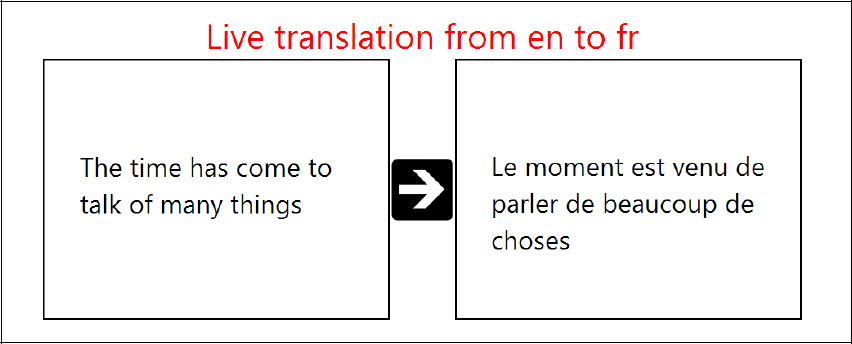 Live translation from en to fr
The time has come to
talk of many things
Le moment est venu de
parler de beaucoup de
choses